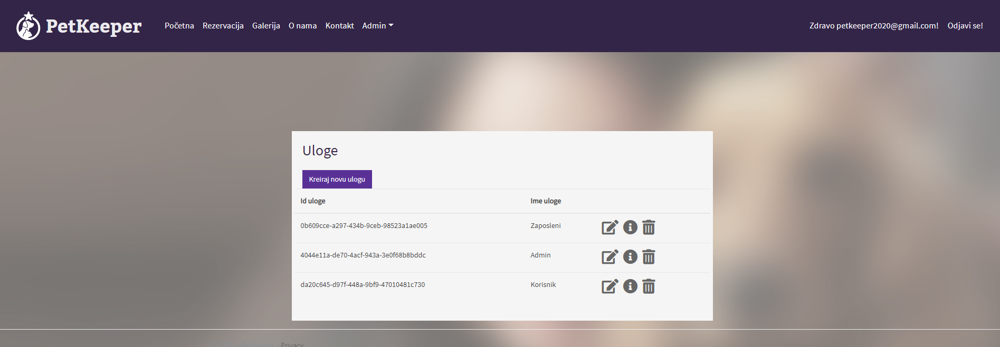 PetKeeper Početna Rezervacija Galerija O nama Kontakt Admin Zdravo petkeeper2020@gmail.com! Odjavi se!
Uloge
Kreiraj novu ulogu
Id uloge Ime uloge
0b609cce-a297-434b-9ceb-98523a1ae005 Zaposleni
4044e11a-de70-4acf-943a-3e0f68b8bddc Admin
da20c645-d97f-448a-9bf9-47010481c730 Korisnik
PetKeeper - Privacy